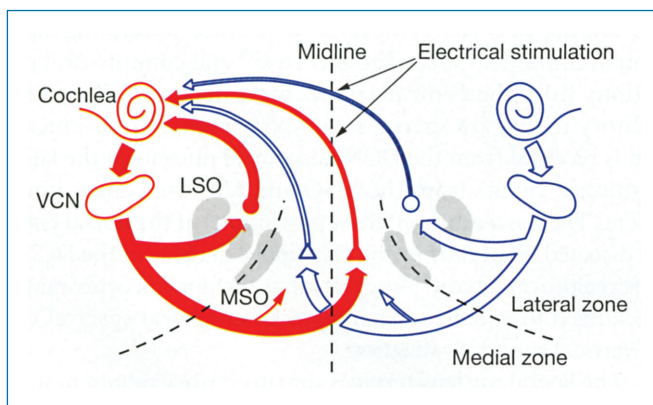 Midline
Electrical stimulation
Cochlea
LSO
VCN
MSO
Lateral zone
Medial zone